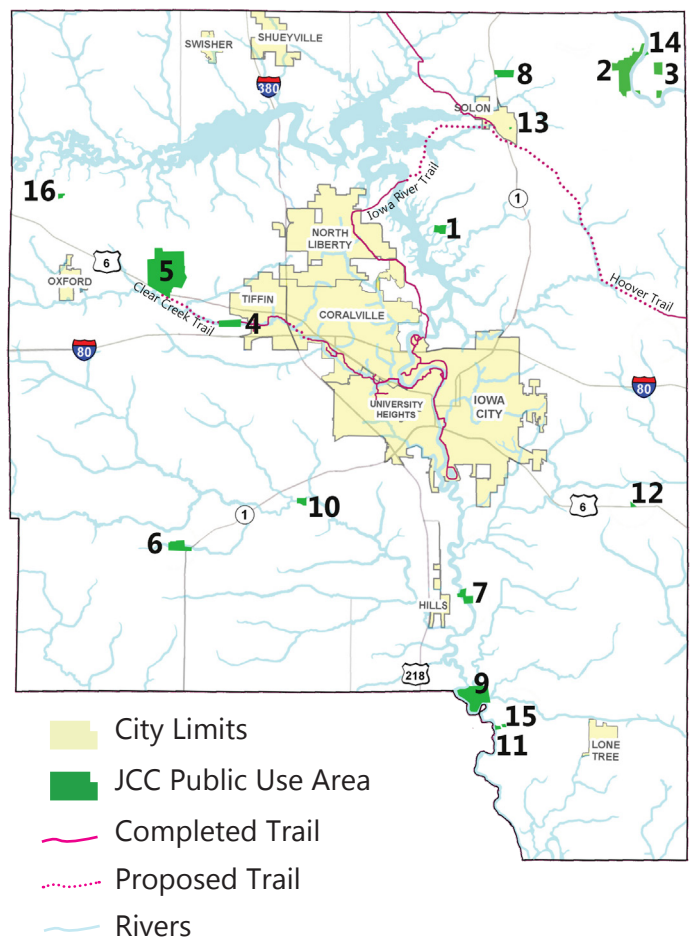 SHUEYVILLE
SWISHER
14
2
3
380
8
SOLON
13
16
Iowa River Trail
1
1
NORTH
LIBERTY
6
5
OXFORD
Hoover Trail
TIFFIN
Clear Creek Trail
CORALVILLE
4
80
80
UNIVERSITY
HEIGHTS
IOWA
CITY
12
10
1
6
6
7
HILLS
218
9
15
11
LONE
TREE
City Limits
JCC Public Use Area
Completed Trail
Proposed Trail
Rivers